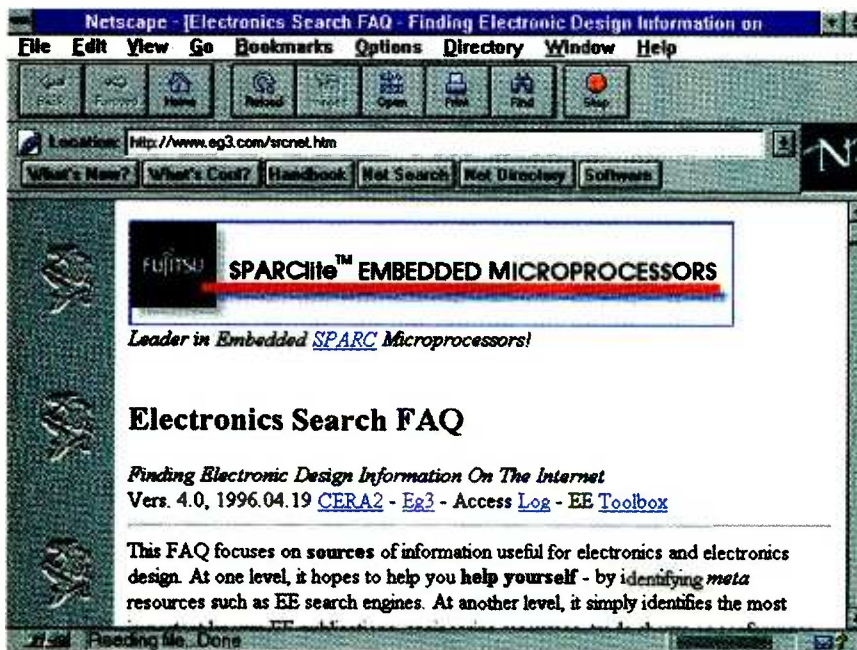 Netscape - [Electronics Search FAQ - Finding Electronic Design Information on
File Edit View Go Bookmarks Options Directory Window Help
Back Forward Home Reload Images Open Print Find Stop
Location: http://www.eg3.com/srcnet.htm
What's New? What's Cool? Handbook Net Search Net Directory Software
FUJITSU SPARClite™ EMBEDDED MICROPROCESSORS
Leader in Embedded SPARC Microprocessors!
Electronics Search FAQ
Finding Electronic Design Information On The Internet
Vers. 4.0, 1996.04.19 CERA2 - Eg3 - Access Log - EE Toolbox
This FAQ focuses on sources of information useful for electronics and electronics
design. At one level, it hopes to help you help yourself - by identifying meta
resources such as EE search engines. At another level, it simply identifies the most
Reading file...Done
N